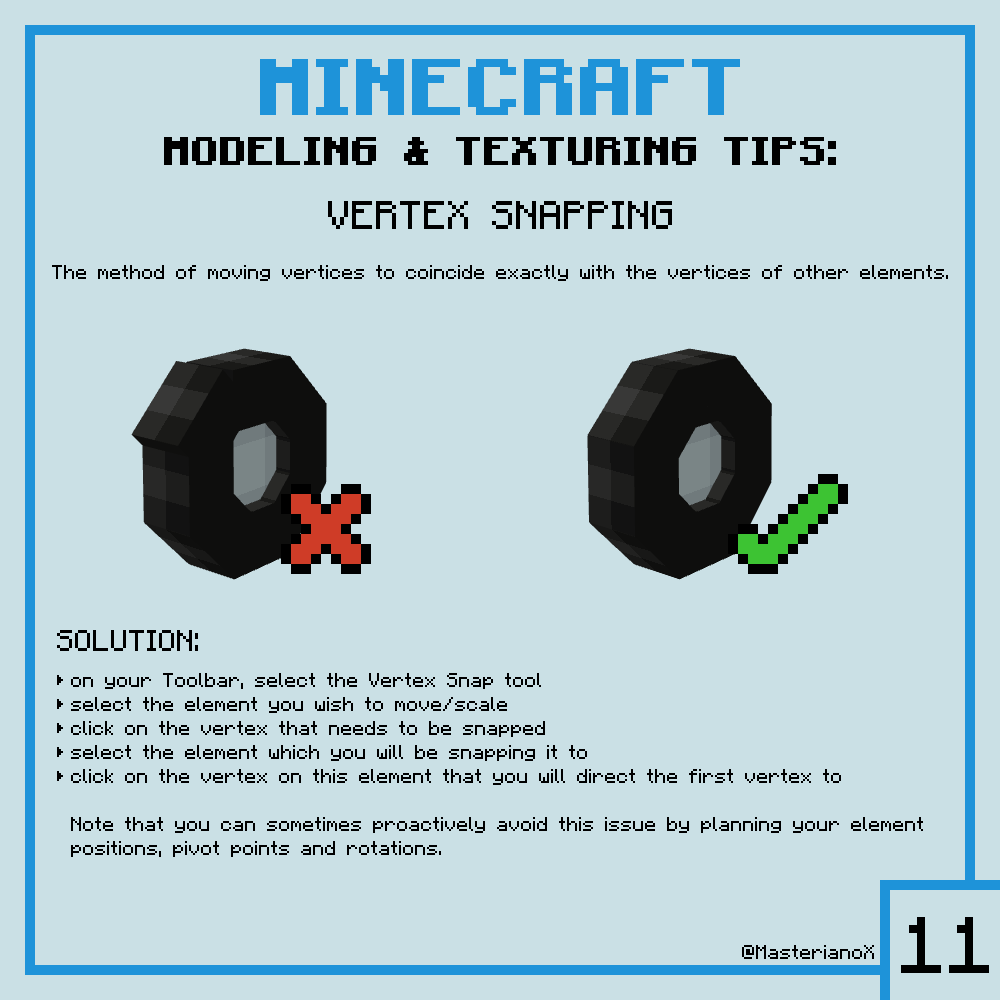 MINECRAFT
MODELING & TEXTURING TIPS:
VERTEX SNAPPING
The method of moving vertices to coincide exactly with the vertices of other elements.
SOLUTION:
‣ on your Toolbar, select the Vertex Snap tool
‣ select the element you wish to move/scale
‣ click on the vertex that needs to be snapped
‣ select the element which you will be snapping it to
‣ click on the vertex on this element that you will direct the first vertex to
Note that you can sometimes proactively avoid this issue by planning your element
positions, pivot points and rotations.
@MasterianoX
11